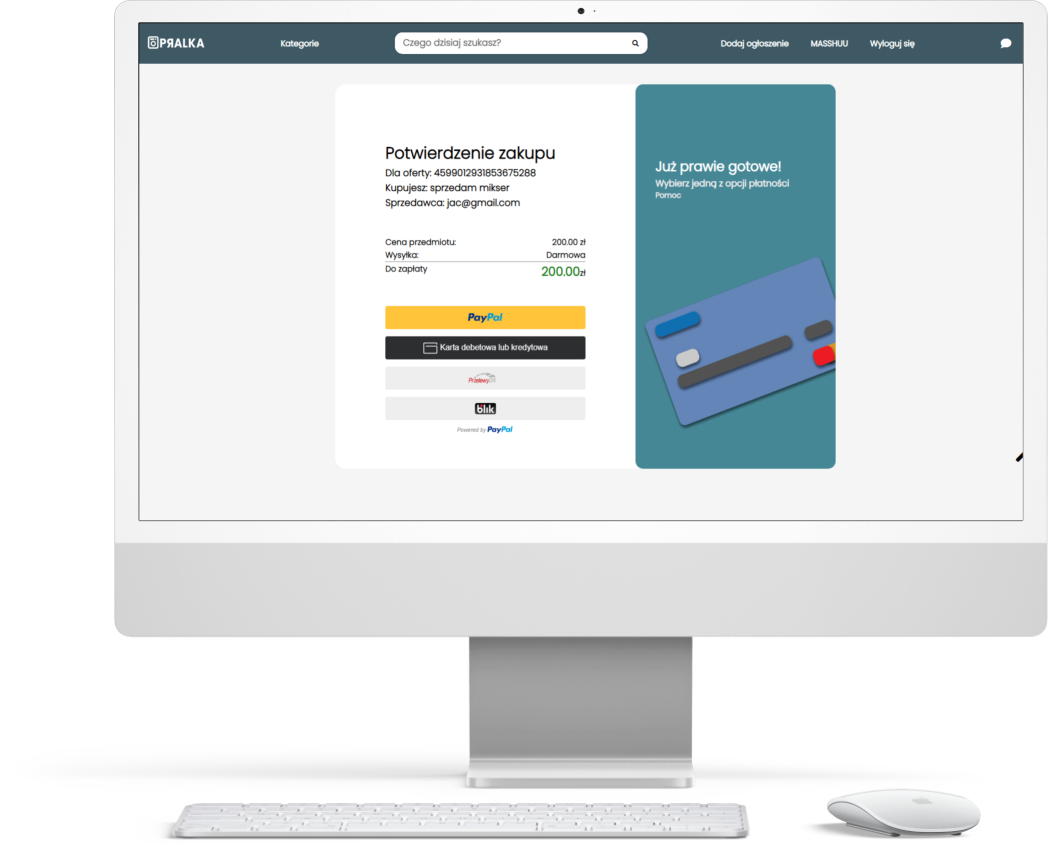 PЯALKA
Kategorie
Czego dzisiaj szukasz?
Dodaj ogłoszenie
MASSHUU
Wyloguj się
Potwierdzenie zakupu
Dla oferty: 4599012931853675288
Kupujesz: sprzedam mikser
Sprzedawca: jac@gmail.com
Cena przedmiotu: 200.00 zł
Wysyłka: Darmowa
Do zapłaty 200.00zł
PayPal
Karta debetowa lub kredytowa
Przelewy24
blik
Powered by PayPal
Już prawie gotowe!
Wybierz jedną z opcji płatności
Pomoc